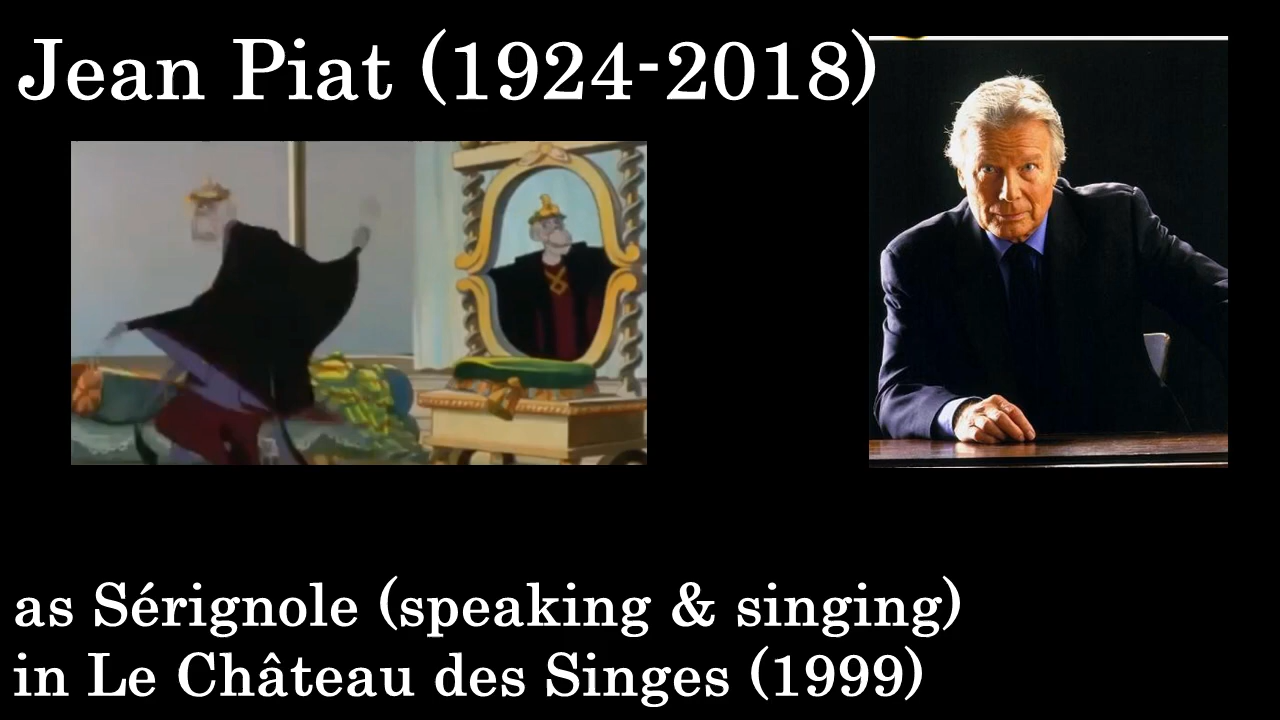 Jean Piat (1924-2018)
as Sérignole (speaking & singing)
in Le Château des Singes (1999)